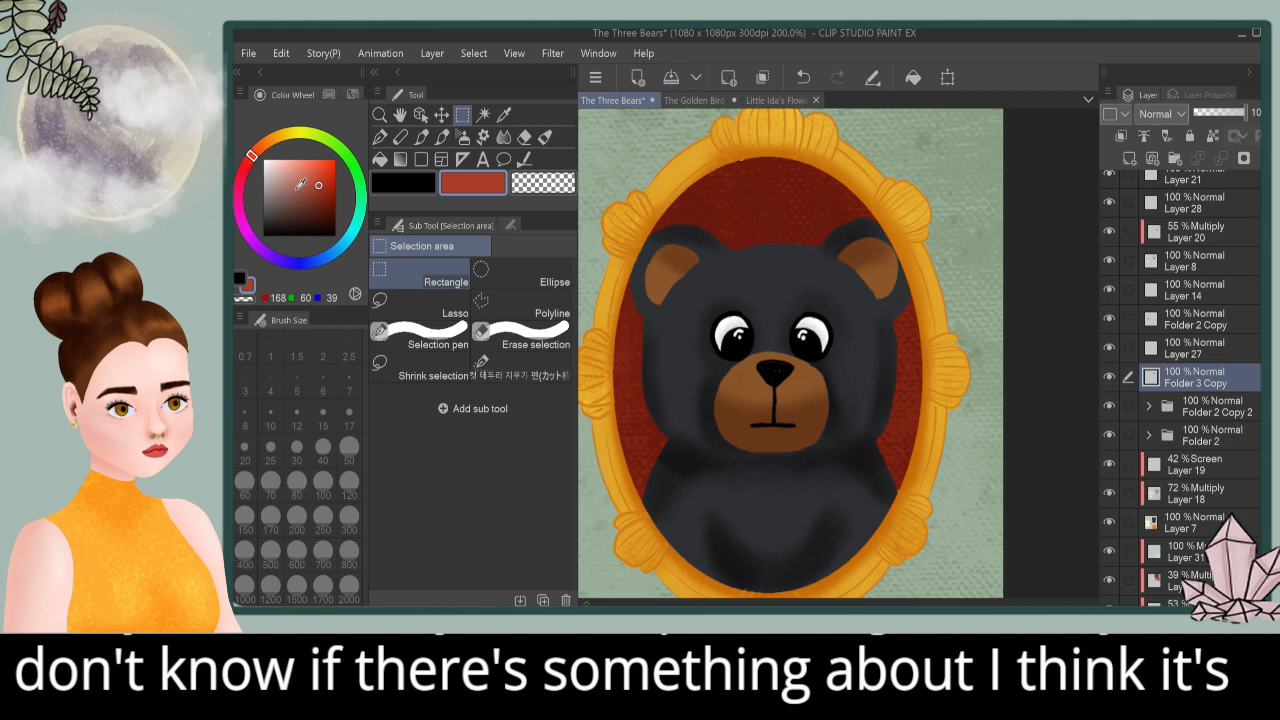 The Three Bears* (1080 x 1080px 300dpi 200.0%) - CLIP STUDIO PAINT EX
File Edit Story(P) Animation Layer Select View Filter Window Help
Color Wheel
Tool
The Three Bears*
The Golden Bird
Little Ida's Flow
Layer
Layer Property
Normal
10
Sub Tool [Selection area]
Selection area
Rectangle
Ellipse
Lasso
Polyline
Selection pen
Erase selection
Shrink selection
Add sub tool
168 60 39
Brush Size
0.7 1 1.5 2 2.5
3 4 5 6 7
8 10 12 15 17
20 25 30 40 50
60 70 80 100 120
150 170 200 250 300
400 500 600 700 800
1000 1200 1500 1700 2000
Layer 21
100 % Normal
Layer 28
55 % Multiply
Layer 20
100 % Normal
Layer 8
100 % Normal
Layer 14
100 % Normal
Folder 2 Copy
100 % Normal
Layer 27
100 % Normal
Folder 3 Copy
100 % Normal
Folder 2 Copy 2
100 % Normal
Folder 2
42 % Screen
Layer 19
72 % Multiply
Layer 18
100 % Normal
Layer 7
100 %
Layer 31
39 %
53 %
don't know if there's something about I think it's